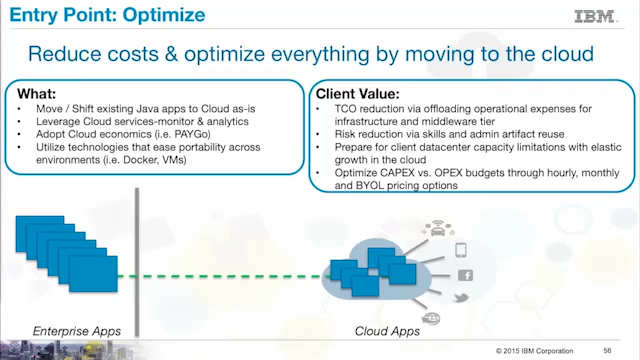 Entry Point: Optimize
IBM
Reduce costs & optimize everything by moving to the cloud
What:
• Move / Shift existing Java apps to Cloud as-is
• Leverage Cloud services-monitor & analytics
• Adopt Cloud economics (i.e. PAYGo)
• Utilize technologies that ease portability across
environments (i.e. Docker, VMs)
Client Value:
• TCO reduction via offloading operational expenses for
infrastructure and middleware tier
• Risk reduction via skills and admin artifact reuse
• Prepare for client datacenter capacity limitations with elastic
growth in the cloud
• Optimize CAPEX vs. OPEX budgets through hourly, monthly
and BYOL pricing options
Enterprise Apps
Cloud Apps
© 2015 IBM Corporation
56